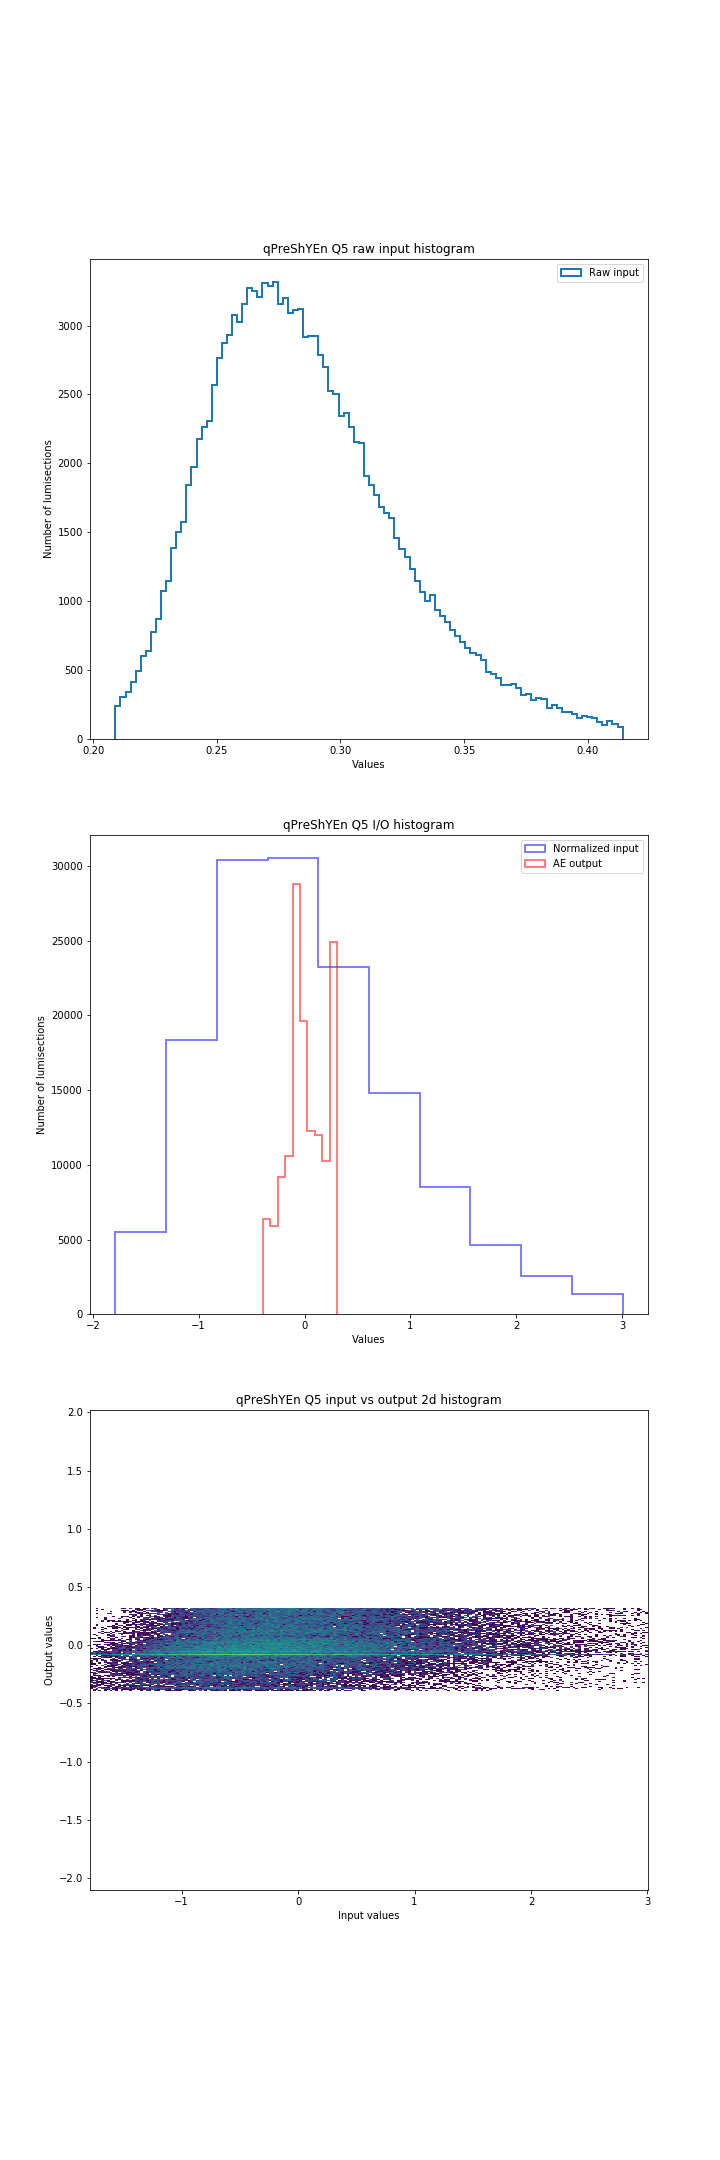 qPreShYEn Q5 raw input histogram
Raw input
Number of lumisections
3000
2500
2000
1500
1000
500
0
0.20 0.25 0.30 0.35 0.40
Values
qPreShYEn Q5 I/O histogram
Normalized input
AE output
Number of lumisections
30000
25000
20000
15000
10000
5000
0
−2 −1 0 1 2 3
Values
qPreShYEn Q5 input vs output 2d histogram
Output values
2.0
1.5
1.0
0.5
0.0
−0.5
−1.0
−1.5
−2.0
−1 0 1 2 3
Input values